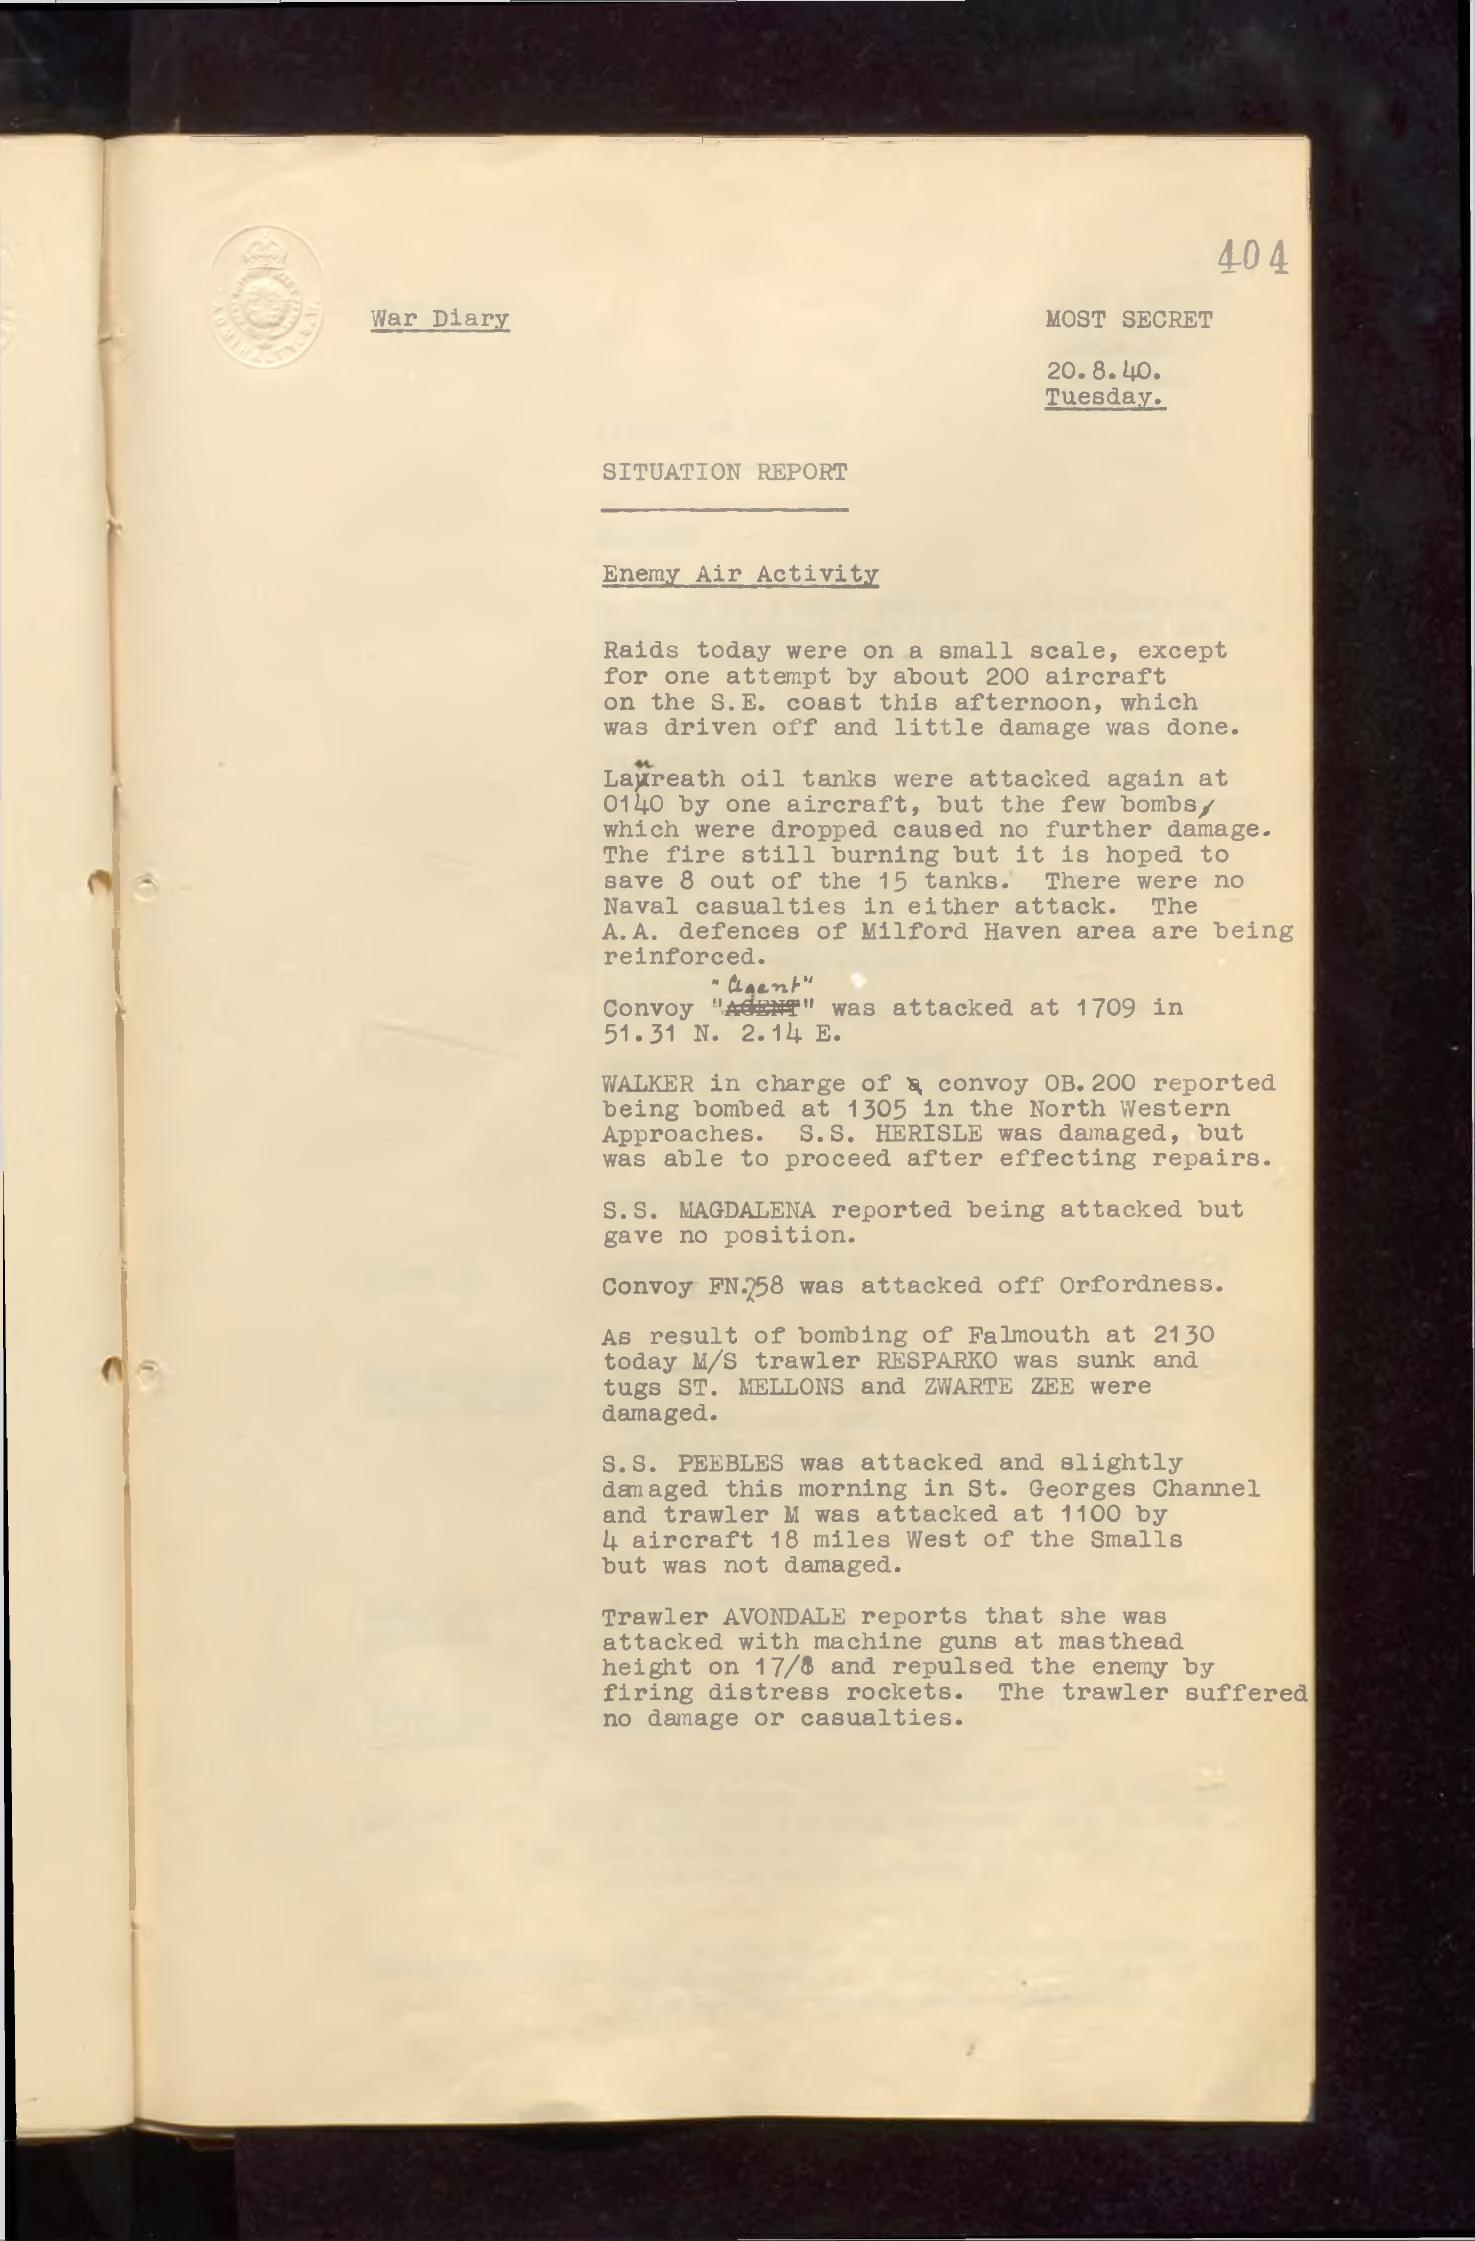 404
ADMIRALTY. S.W.
War Diary
MOST SECRET
20.8.40.
Tuesday.
SITUATION REPORT
Enemy Air Activity
Raids today were on a small scale, except
for one attempt by about 200 aircraft
on the S.E. coast this afternoon, which
was driven off and little damage was done.
Lanreath oil tanks were attacked again at
0140 by one aircraft, but the few bombs
which were dropped caused no further damage.
The fire still burning but it is hoped to
save 8 out of the 15 tanks. There were no
Naval casualties in either attack. The
A.A. defences of Milford Haven area are being
reinforced.
"Agent"
Convoy "AGENT" was attacked at 1709 in
51.31 N. 2.14 E.
WALKER in charge of a convoy OB.200 reported
being bombed at 1305 in the North Western
Approaches. S.S. HERISLE was damaged, but
was able to proceed after effecting repairs.
S.S. MAGDALENA reported being attacked but
gave no position.
Convoy FN.258 was attacked off Orfordness.
As result of bombing of Falmouth at 2130
today M/S trawler RESPARKO was sunk and
tugs ST. MELLONS and ZWARTE ZEE were
damaged.
S.S. PEEBLES was attacked and slightly
damaged this morning in St. Georges Channel
and trawler M was attacked at 1100 by
4 aircraft 18 miles West of the Smalls
but was not damaged.
Trawler AVONDALE reports that she was
attacked with machine guns at masthead
height on 17/8 and repulsed the enemy by
firing distress rockets. The trawler suffered
no damage or casualties.